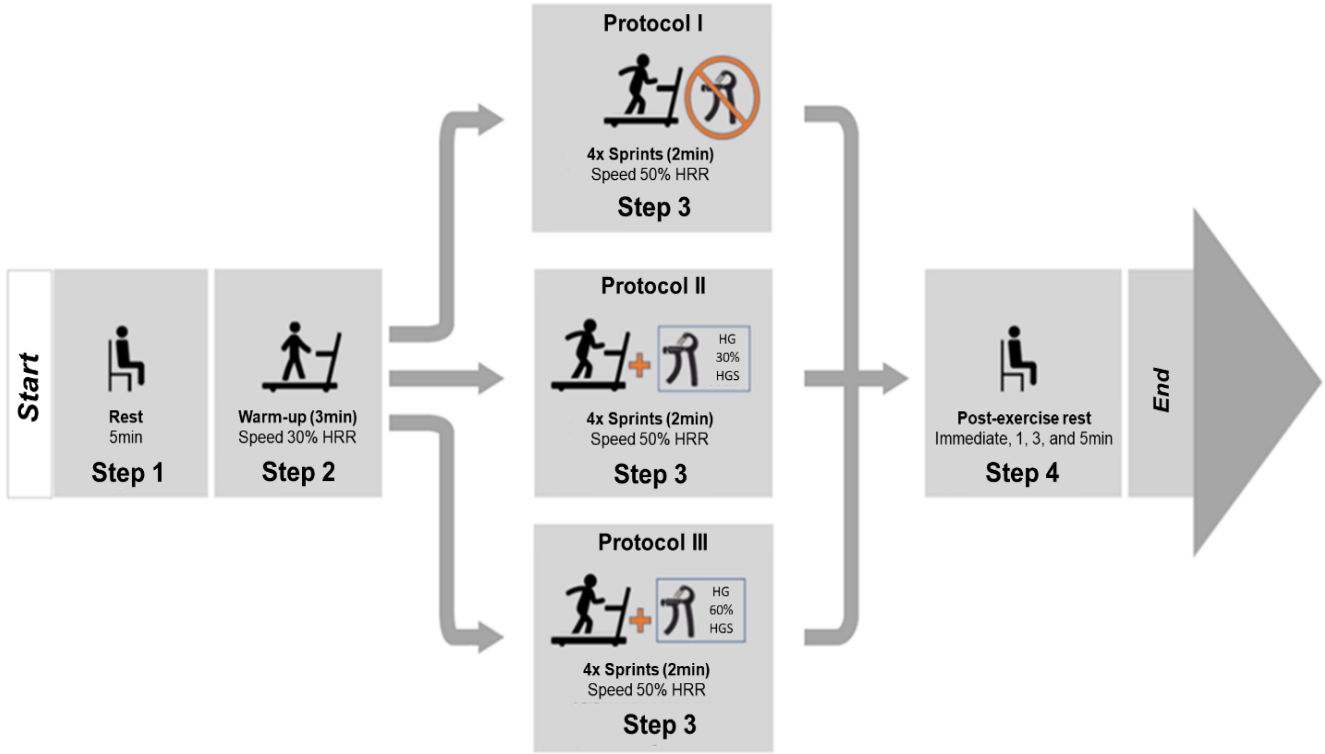 Start
Rest
5min
Step 1
Warm-up (3min)
Speed 30% HRR
Step 2
Protocol I
4x Sprints (2min)
Speed 50% HRR
Step 3
Protocol II
HG
30%
HGS
4x Sprints (2min)
Speed 50% HRR
Step 3
Protocol III
HG
60%
HGS
4x Sprints (2min)
Speed 50% HRR
Step 3
Post-exercise rest
Immediate, 1, 3, and 5min
Step 4
End